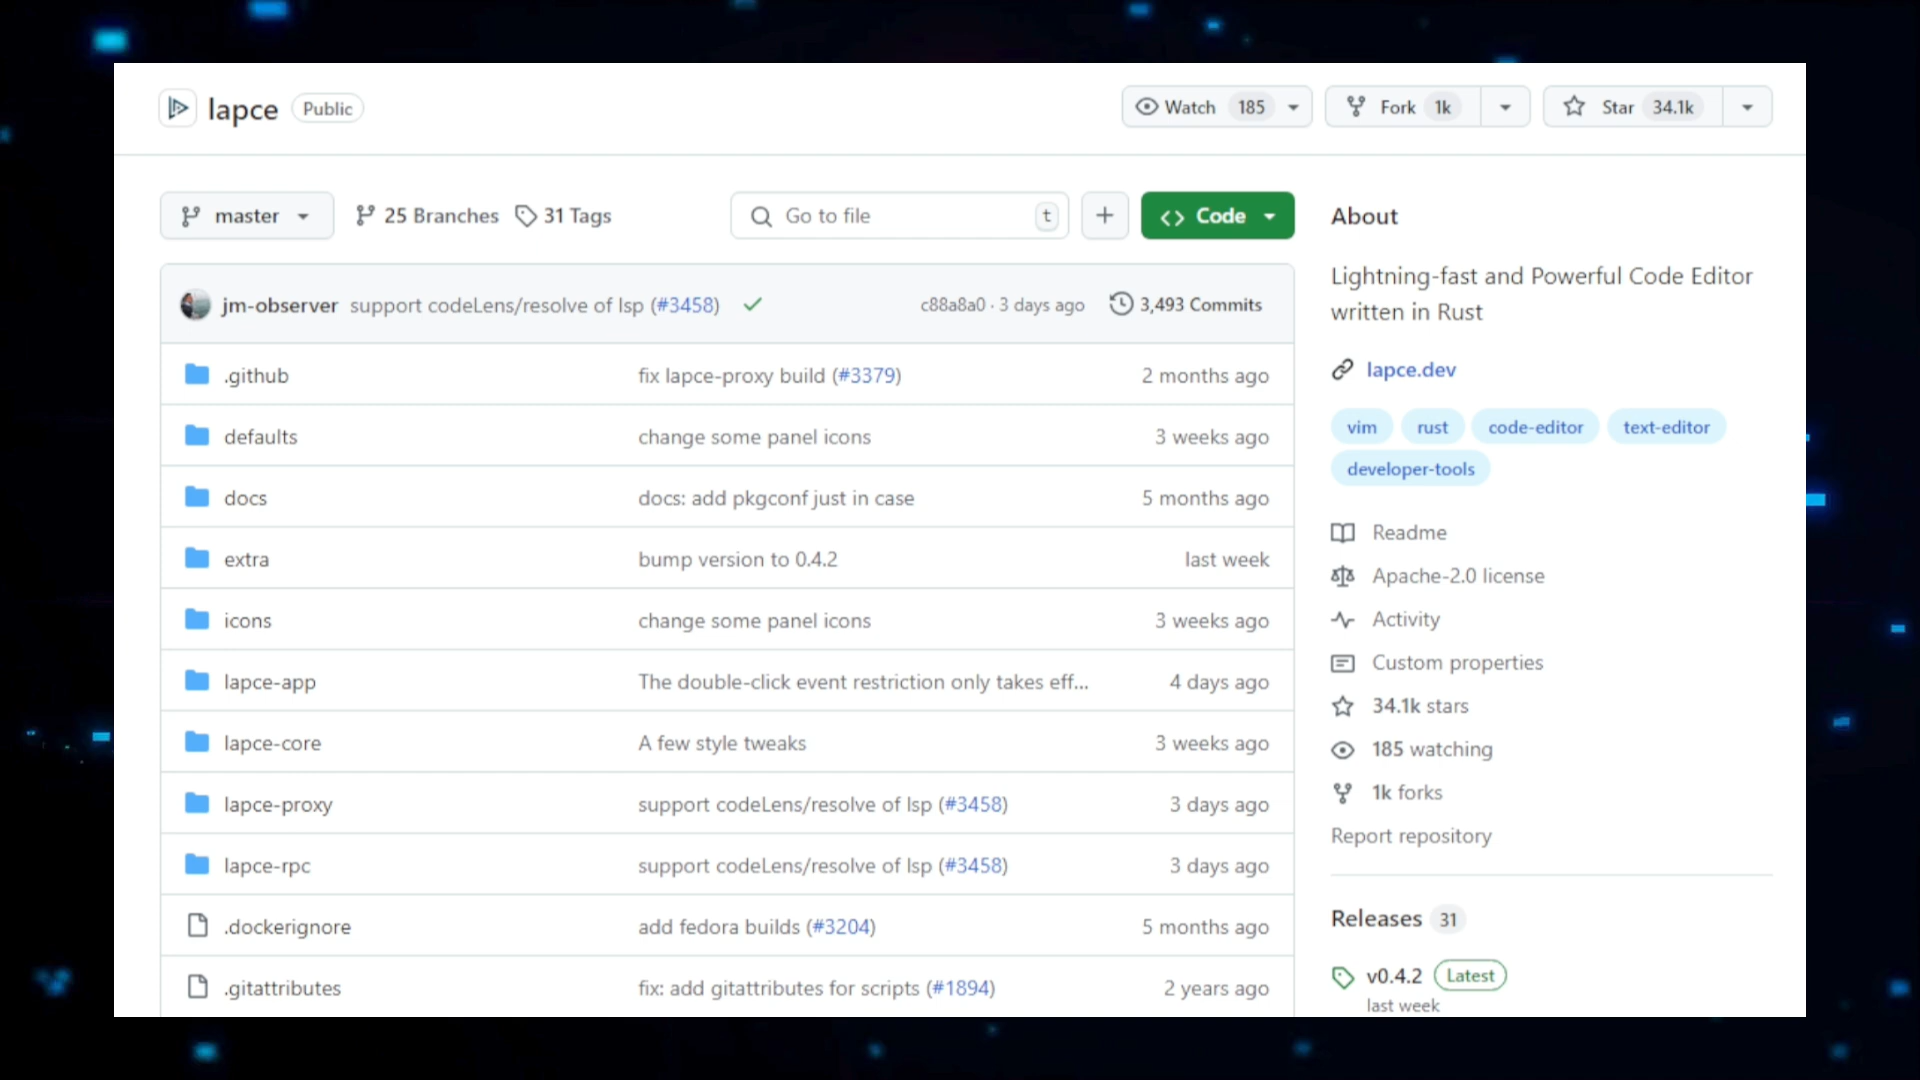 lapce Public Watch 185 Fork 1k Star 34.1k
master 25 Branches 31 Tags Go to file t + Code
jm-observer support codeLens/resolve of lsp (#3458) c88a8a0 · 3 days ago 3,493 Commits
.github fix lapce-proxy build (#3379) 2 months ago
defaults change some panel icons 3 weeks ago
docs docs: add pkgconf just in case 5 months ago
extra bump version to 0.4.2 last week
icons change some panel icons 3 weeks ago
lapce-app The double-click event restriction only takes eff... 4 days ago
lapce-core A few style tweaks 3 weeks ago
lapce-proxy support codeLens/resolve of lsp (#3458) 3 days ago
lapce-rpc support codeLens/resolve of lsp (#3458) 3 days ago
.dockerignore add fedora builds (#3204) 5 months ago
.gitattributes fix: add gitattributes for scripts (#1894) 2 years ago
About
Lightning-fast and Powerful Code Editor
written in Rust
lapce.dev
vim rust code-editor text-editor
developer-tools
Readme
Apache-2.0 license
Activity
Custom properties
34.1k stars
185 watching
1k forks
Report repository
Releases 31
v0.4.2 Latest
last week